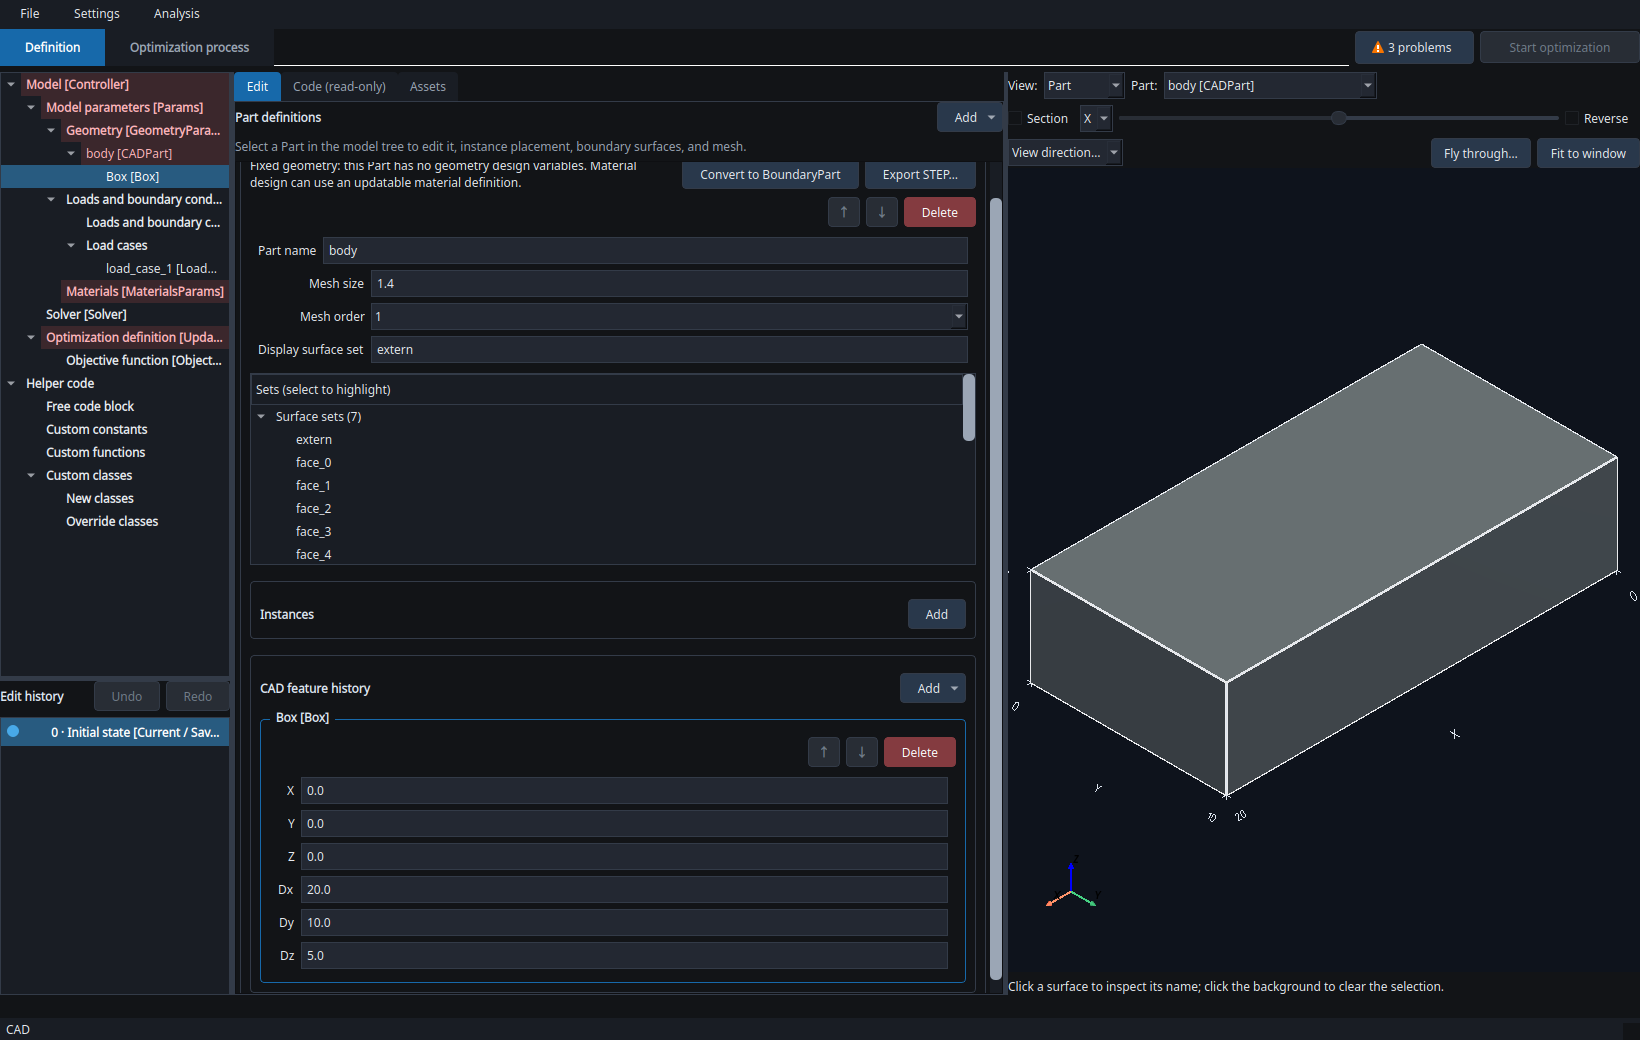 File Settings Analysis
Definition Optimization process 3 problems Start optimization
Model [Controller]
Model parameters [Params]
Geometry [GeometryPara...
body [CADPart]
Box [Box]
Loads and boundary cond...
Loads and boundary c...
Load cases
load_case_1 [Load...
Materials [MaterialsParams]
Solver [Solver]
Optimization definition [Upda...
Objective function [Object...
Helper code
Free code block
Custom constants
Custom functions
Custom classes
New classes
Override classes
Edit history Undo Redo
0 · Initial state [Current / Sav...
Edit Code (read-only) Assets
Part definitions Add
Select a Part in the model tree to edit it, instance placement, boundary surfaces, and mesh.
Fixed geometry: this Part has no geometry design variables. Material
design can use an updatable material definition.
Convert to BoundaryPart Export STEP...
↑ ↓ Delete
Part name body
Mesh size 1.4
Mesh order 1
Display surface set extern
Sets (select to highlight)
Surface sets (7)
extern
face_0
face_1
face_2
face_3
face_4
Instances Add
CAD feature history Add
Box [Box]
↑ ↓ Delete
X 0.0
Y 0.0
Z 0.0
Dx 20.0
Dy 10.0
Dz 5.0
View: Part Part: body [CADPart]
Section X Reverse
View direction... Fly through... Fit to window
0
0
X
Y
10 20
Z
Y
Click a surface to inspect its name; click the background to clear the selection.
CAD